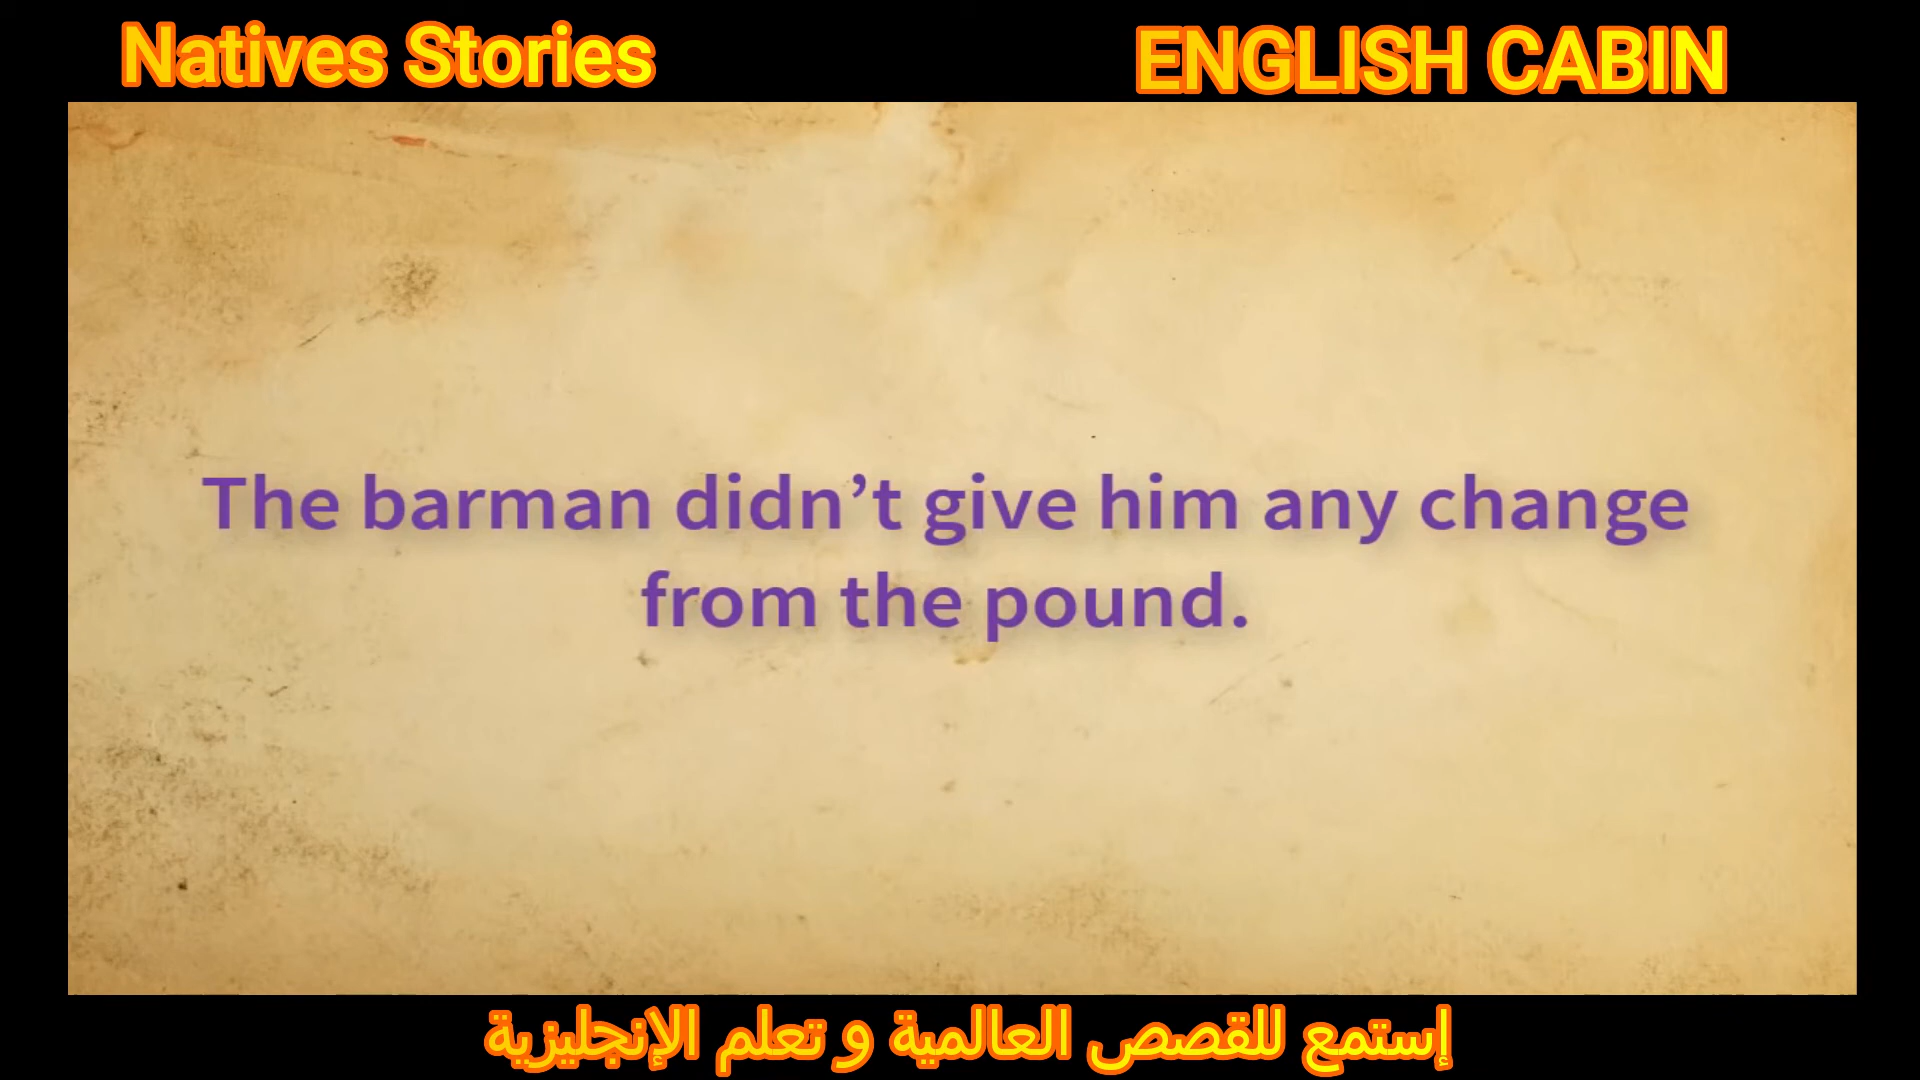 Natives Stories
ENGLISH CABIN
The barman didn’t give him any change
from the pound.
إستمع للقصص العالمية و تعلم الإنجليزية